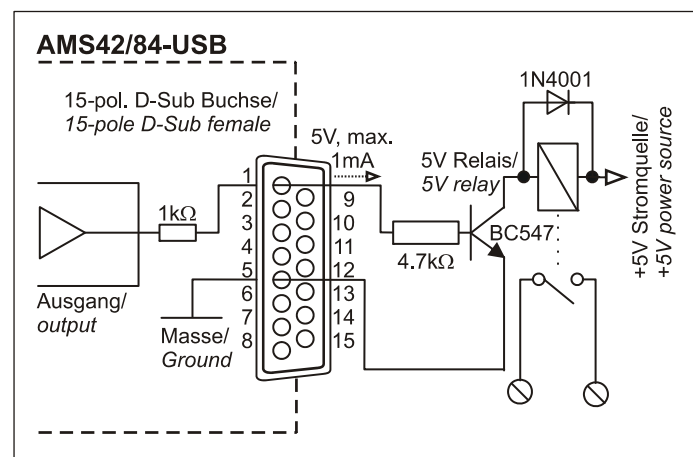 AMS42/84-USB
15-pol. D-Sub Buchse/
15-pole D-Sub female
5V, max.
1mA
1N4001
5V Relais/
5V relay
+5V Stromquelle/
+5V power source
1
2
3
4
5
6
7
8
9
10
11
12
13
14
15
1kΩ
4.7kΩ
BC547
Ausgang/
output
Masse/
Ground